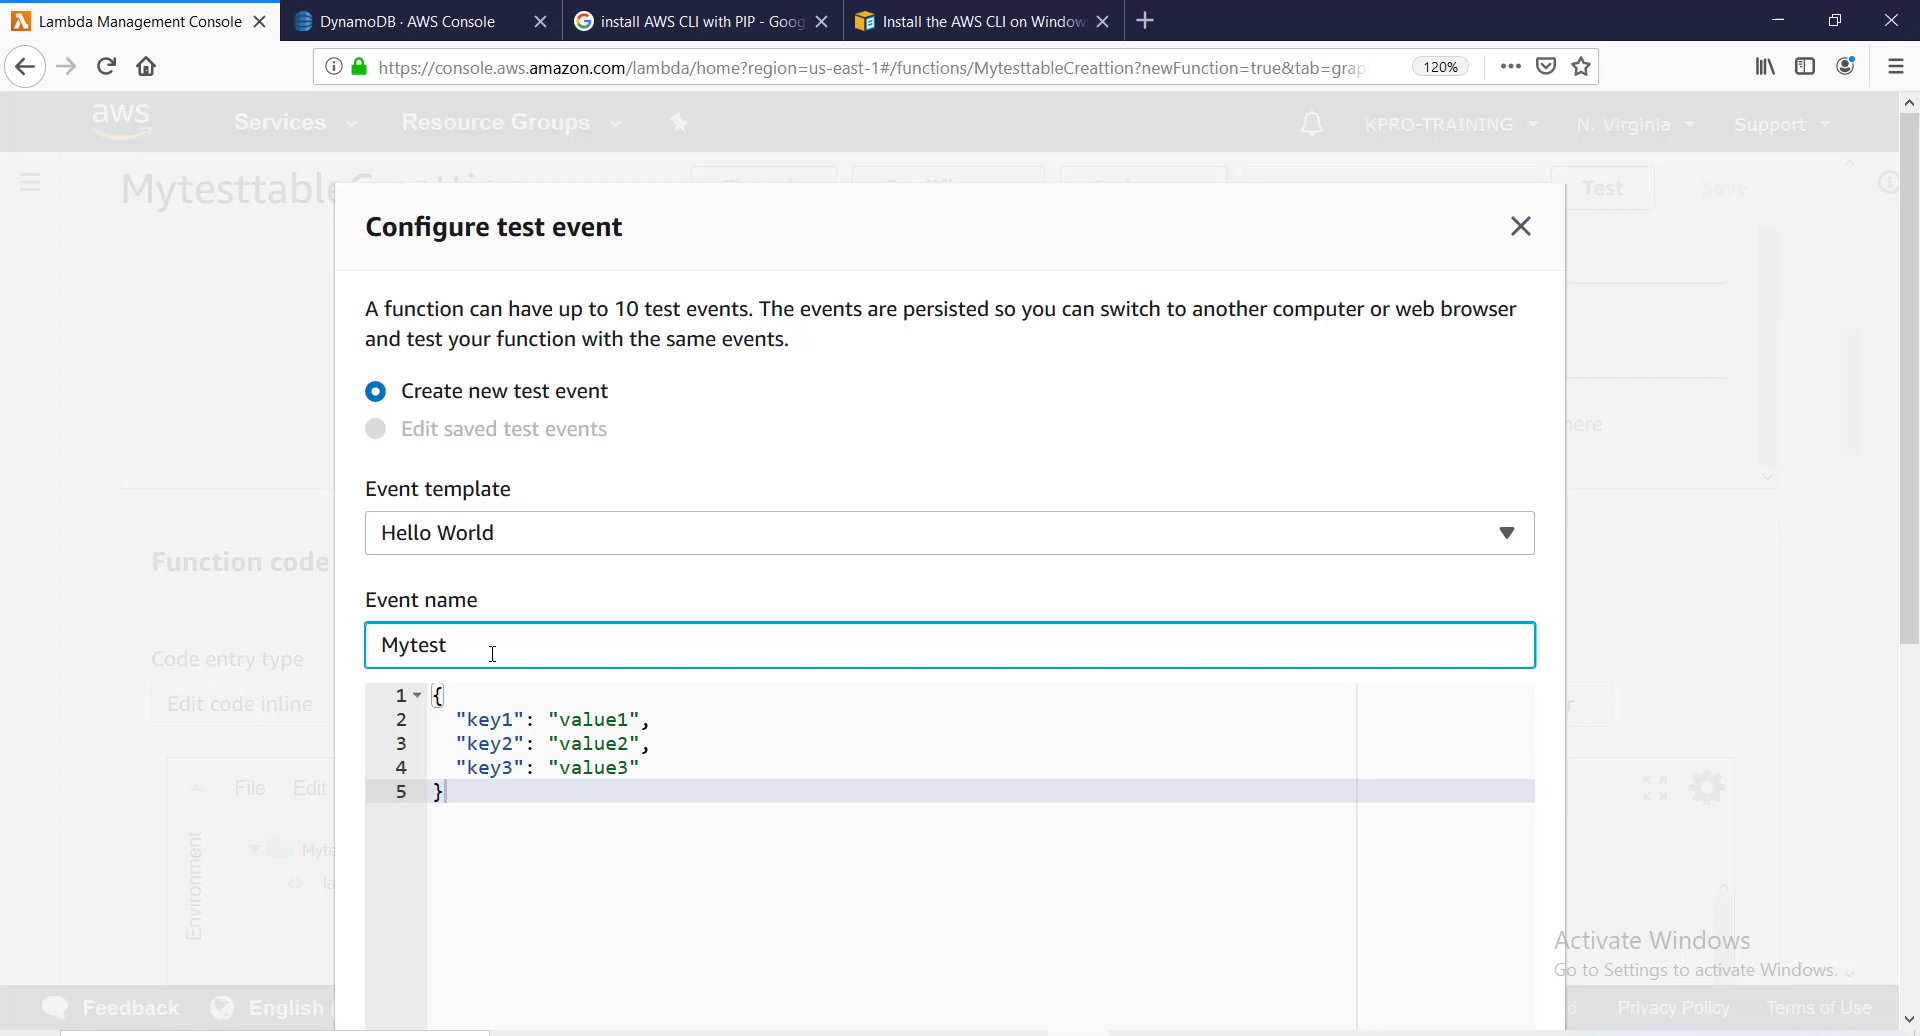 Lambda Management Console
DynamoDB · AWS Console
install AWS CLI with PIP - Goog
Install the AWS CLI on Window
https://console.aws.amazon.com/lambda/home?region=us-east-1#/functions/MytesttableCreattion?newFunction=true&tab=grap
120%
aws
Services
Resource Groups
KPRO-TRAINING
N. Virginia
Support
Test
Save
Configure test event
A function can have up to 10 test events. The events are persisted so you can switch to another computer or web browser
and test your function with the same events.
Create new test event
Edit saved test events
here
Event template
Hello World
Function code
Event name
Mytest
Code entry type
Edit code inline
1 {
2 "key1": "value1",
3 "key2": "value2",
4 "key3": "value3"
5 }
File Edit
Environment
Myte
la
Activate Windows
Go to Settings to activate Windows.
Feedback
English (
d.
Privacy Policy
Terms of Use